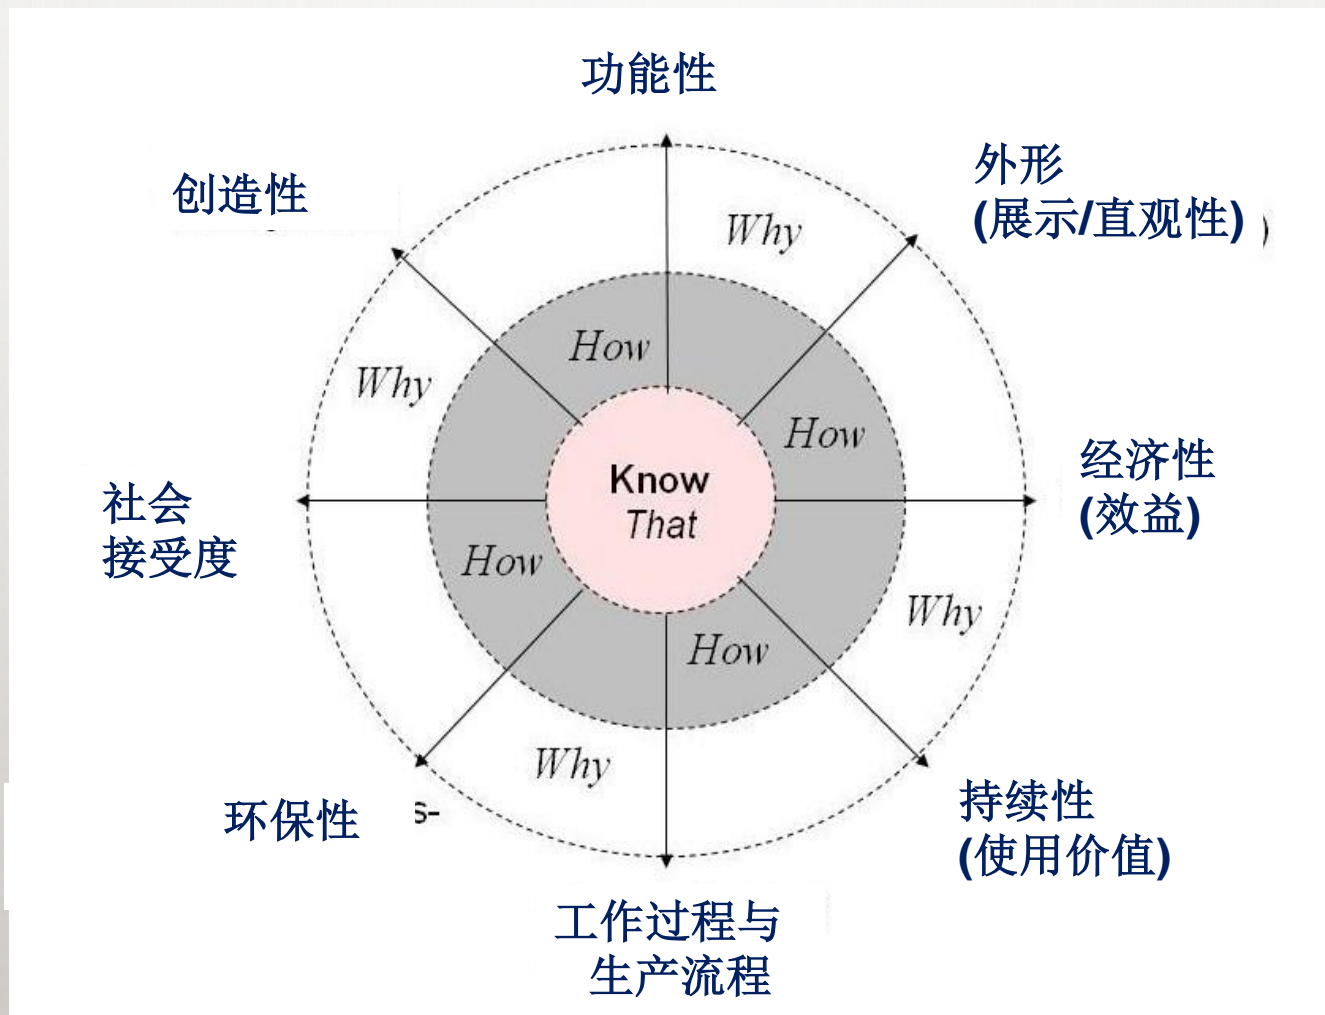 功能性
创造性
外形
(展示/直观性)
)
Why
How
Why
How
Know
That
经济性
(效益)
社会
接受度
How
Why
How
Why
环保性
s-
持续性
(使用价值)
工作过程与
生产流程